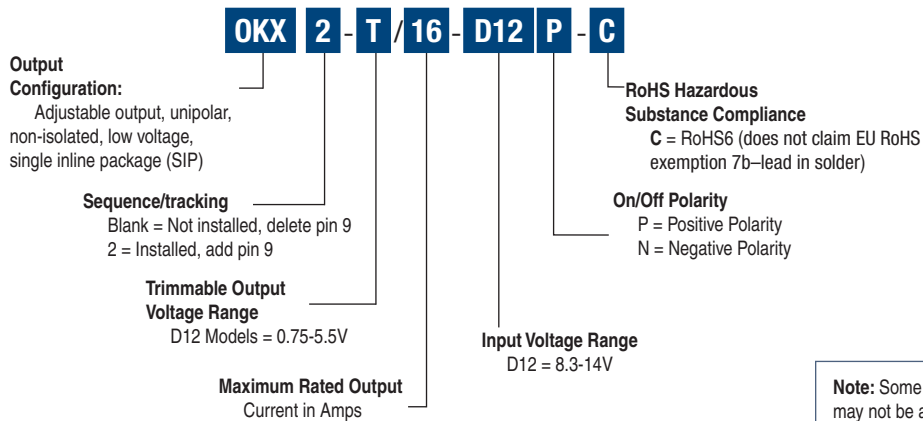 OKX 2 - T / 16 - D12 P - C
Output
Configuration:
Adjustable output, unipolar,
non-isolated, low voltage,
single inline package (SIP)
Sequence/tracking
Blank = Not installed, delete pin 9
2 = Installed, add pin 9
Trimmable Output
Voltage Range
D12 Models = 0.75-5.5V
Maximum Rated Output
Current in Amps
Input Voltage Range
D12 = 8.3-14V
On/Off Polarity
P = Positive Polarity
N = Negative Polarity
RoHS Hazardous
Substance Compliance
C = RoHS6 (does not claim EU RoHS
exemption 7b–lead in solder)
Note: Some
may not be a